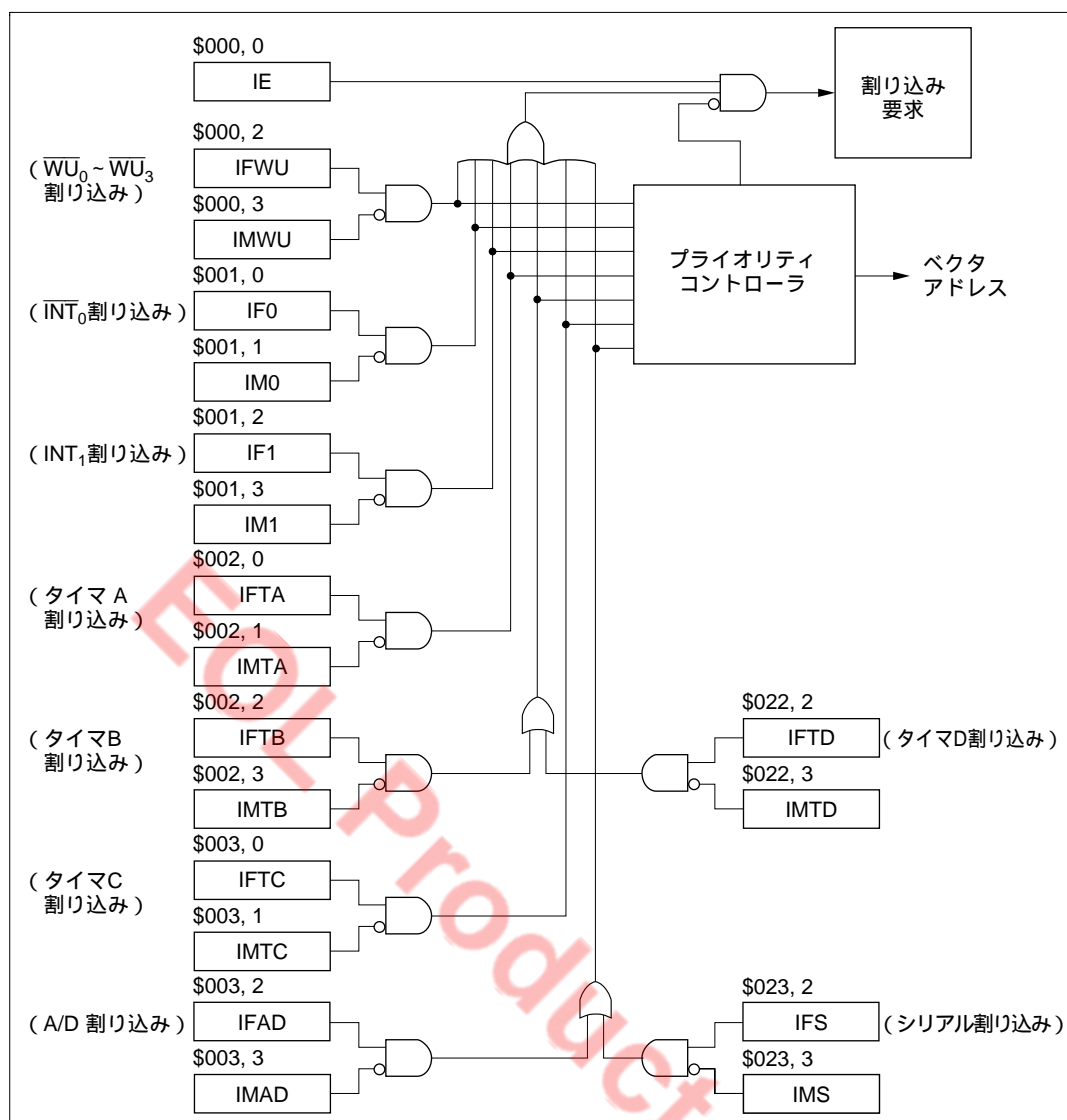 $000, 0
IE
割り込み
要求
$000, 2
IFWU
( W̅U̅₀ ~ W̅U̅₃
割り込み )
$000, 3
IMWU
プライオリティ
コントローラ
ベクタ
アドレス
$001, 0
IF0
( I̅N̅T̅₀割り込み )
$001, 1
IM0
$001, 2
IF1
( INT₁割り込み )
$001, 3
IM1
$002, 0
IFTA
( タイマ A
割り込み )
$002, 1
IMTA
$002, 2
IFTB
( タイマB
割り込み )
$002, 3
IMTB
$022, 2
IFTD
( タイマD割り込み )
$022, 3
IMTD
$003, 0
IFTC
( タイマC
割り込み )
$003, 1
IMTC
$003, 2
IFAD
( A/D 割り込み )
$003, 3
IMAD
$023, 2
IFS
( シリアル割り込み )
$023, 3
IMS
EOL Product